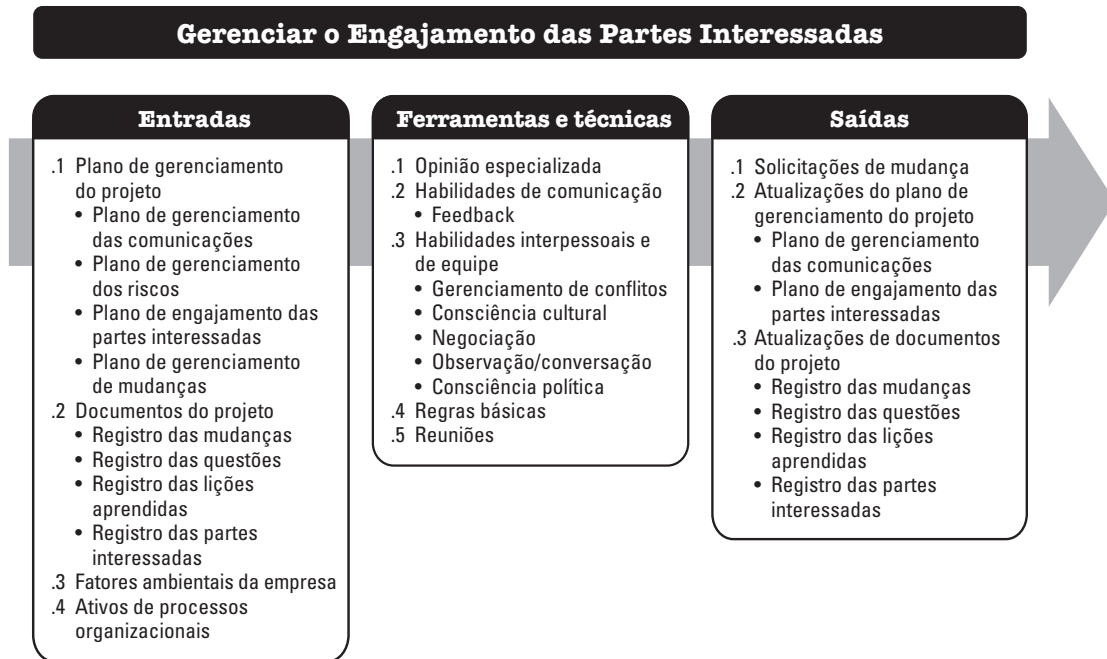 Gerenciar o Engajamento das Partes Interessadas
Entradas
.1 Plano de gerenciamento
do projeto
• Plano de gerenciamento
das comunicações
• Plano de gerenciamento
dos riscos
• Plano de engajamento das
partes interessadas
• Plano de gerenciamento
de mudanças
.2 Documentos do projeto
• Registro das mudanças
• Registro das questões
• Registro das lições
aprendidas
• Registro das partes
interessadas
.3 Fatores ambientais da empresa
.4 Ativos de processos
organizacionais
Ferramentas e técnicas
.1 Opinião especializada
.2 Habilidades de comunicação
• Feedback
.3 Habilidades interpessoais e
de equipe
• Gerenciamento de conflitos
• Consciência cultural
• Negociação
• Observação/conversação
• Consciência política
.4 Regras básicas
.5 Reuniões
Saídas
.1 Solicitações de mudança
.2 Atualizações do plano de
gerenciamento do projeto
• Plano de gerenciamento
das comunicações
• Plano de engajamento das
partes interessadas
.3 Atualizações de documentos
do projeto
• Registro das mudanças
• Registro das questões
• Registro das lições
aprendidas
• Registro das partes
interessadas